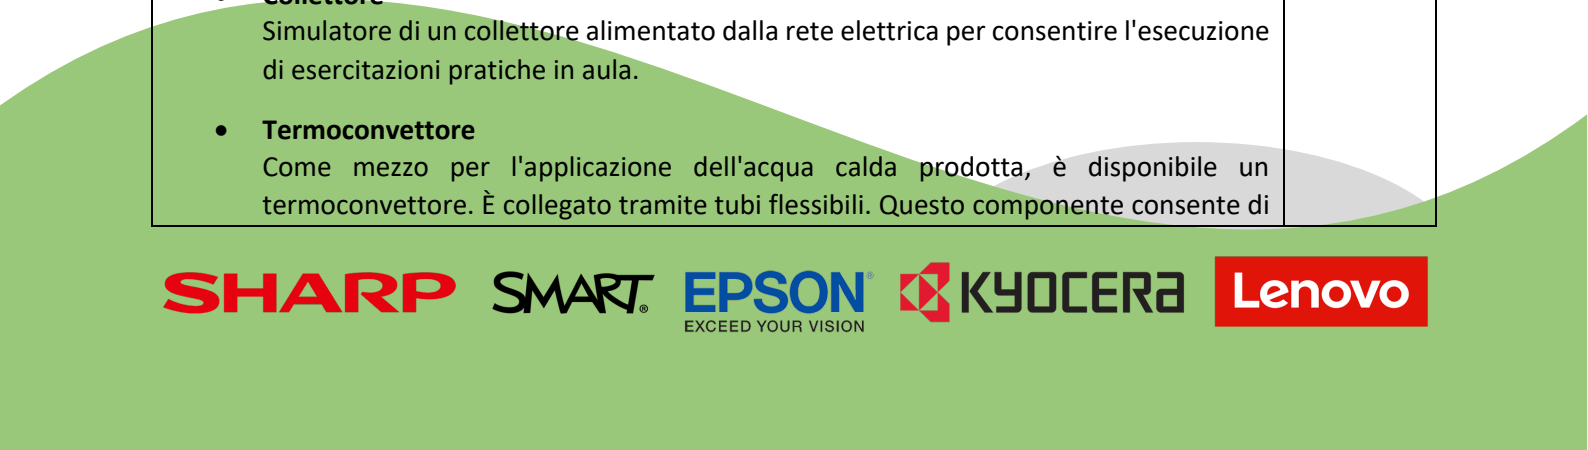 • Collettore
Simulatore di un collettore alimentato dalla rete elettrica per consentire l'esecuzione
di esercitazioni pratiche in aula.
• Termoconvettore
Come mezzo per l'applicazione dell'acqua calda prodotta, è disponibile un
termoconvettore. È collegato tramite tubi flessibili. Questo componente consente di
SHARP SMART® EPSON® KYOCERA Lenovo
EXCEED YOUR VISION